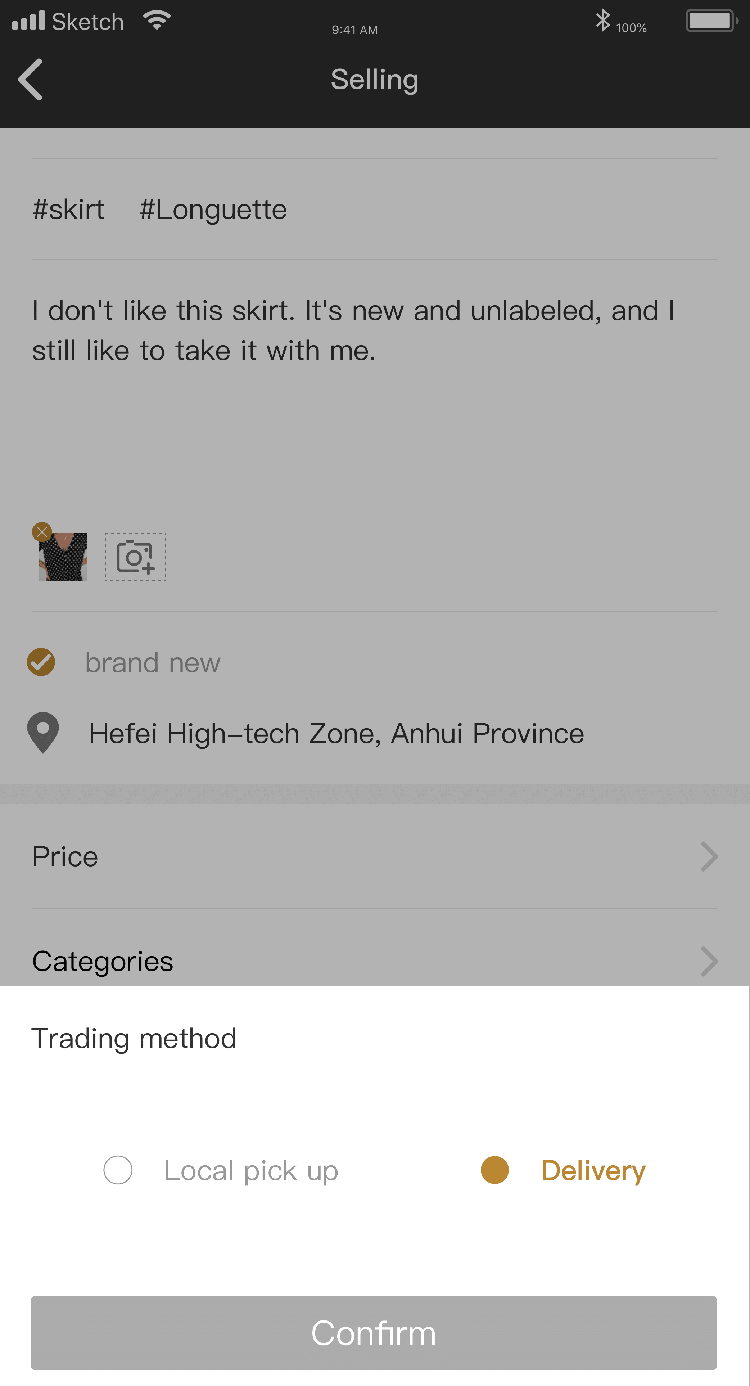 Sketch 9:41 AM 100%
Selling
#skirt #Longuette
I don't like this skirt. It's new and unlabeled, and I
still like to take it with me.
brand new
Hefei High-tech Zone, Anhui Province
Price
Categories
Trading method
Local pick up Delivery
Confirm